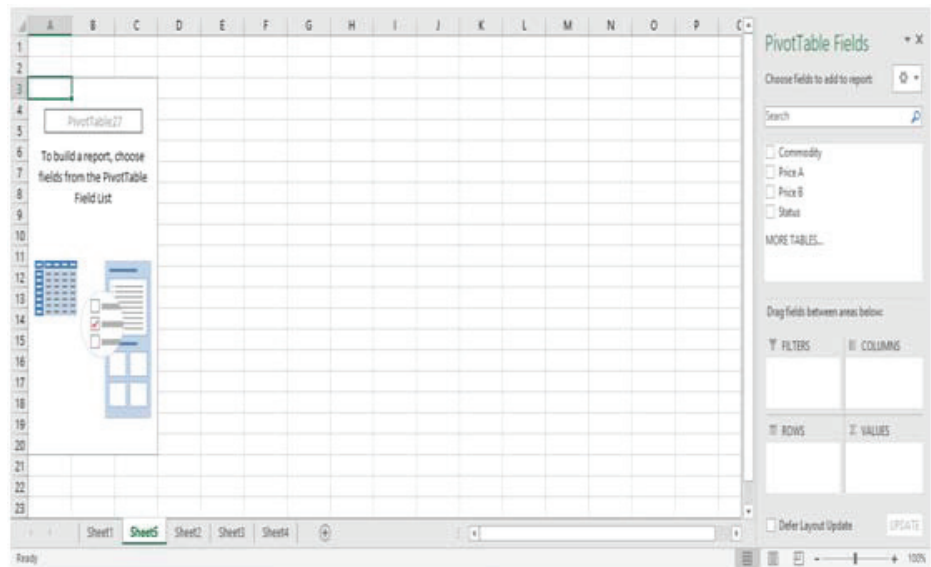 A B C D E F G H I J K L M N O P
1
2
3
4
5
6
7
8
9
10
11
12
13
14
15
16
17
18
19
20
21
22
23
PivotTable27
To build a report, choose
fields from the PivotTable
Field List
Sheet1 Sheet5 Sheet2 Sheet3 Sheet4
Ready
PivotTable Fields
Choose fields to add to report:
Search
Commodity
Price A
Price B
Status
MORE TABLES...
Drag fields between areas below:
FILTERS
COLUMNS
ROWS
Σ VALUES
Defer Layout Update
UPDATE
100%